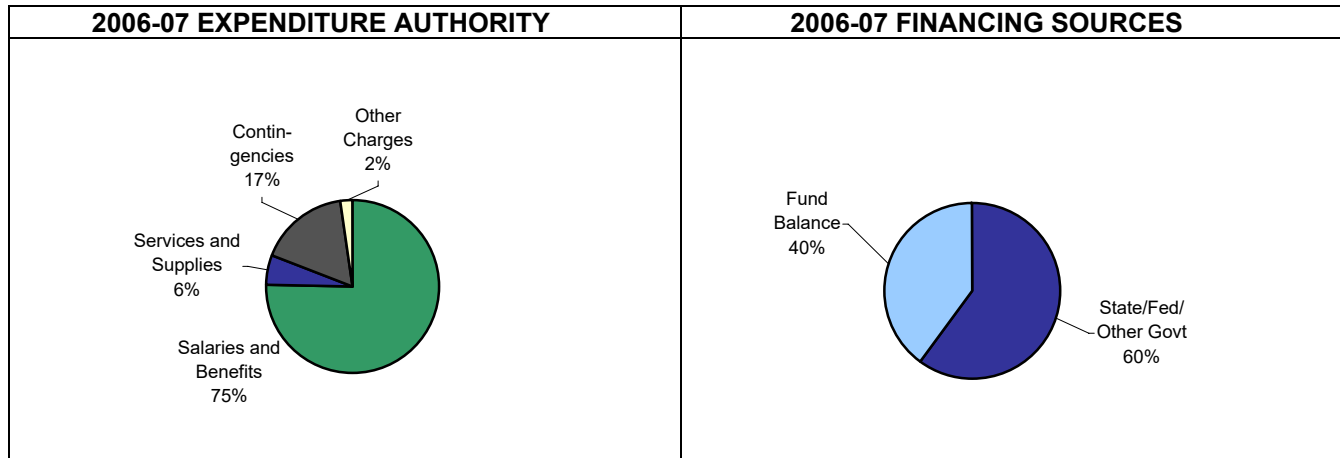 2006-07 EXPENDITURE AUTHORITY
2006-07 FINANCING SOURCES
Other
Charges
2%
Contin-
gencies
17%
Services and
Supplies
6%
Salaries and
Benefits
75%
Fund
Balance
40%
State/Fed/
Other Govt
60%